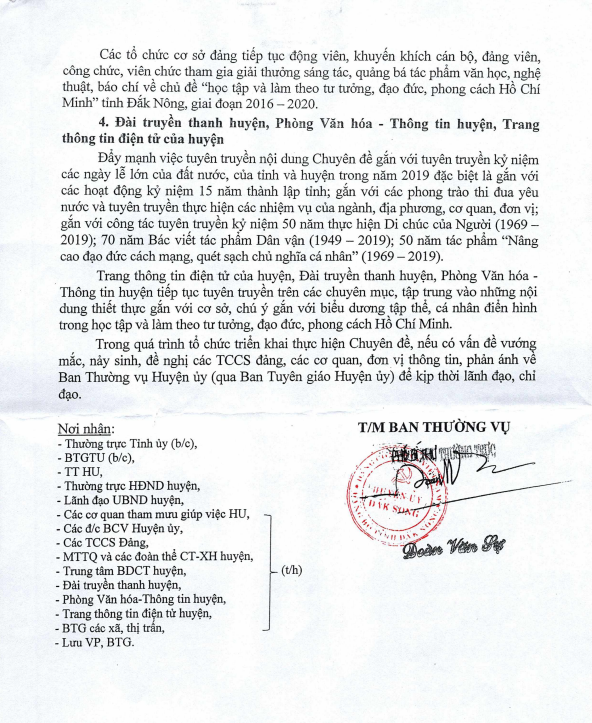 Các tổ chức cơ sở đảng tiếp tục động viên, khuyến khích cán bộ, đảng viên,
công chức, viên chức tham gia giải thưởng sáng tác, quảng bá tác phẩm văn học, nghệ
thuật, báo chí về chủ đề “học tập và làm theo tư tưởng, đạo đức, phong cách Hồ Chí
Minh” tỉnh Đắk Nông, giai đoạn 2016 – 2020.
4. Đài truyền thanh huyện, Phòng Văn hóa - Thông tin huyện, Trang
thông tin điện tử của huyện
Đẩy mạnh việc tuyên truyền nội dung Chuyên đề gắn với tuyên truyền kỷ niệm
các ngày lễ lớn của đất nước, của tỉnh và huyện trong năm 2019 đặc biệt là gắn với
các hoạt động kỷ niệm 15 năm thành lập tỉnh; gắn với các phong trào thi đua yêu
nước và tuyên truyền thực hiện các nhiệm vụ của ngành, địa phương, cơ quan, đơn vị;
gắn với công tác tuyên truyền kỷ niệm 50 năm thực hiện Di chúc của Người (1969 –
2019); 70 năm Bác viết tác phẩm Dân vận (1949 – 2019); 50 năm tác phẩm “Nâng
cao đạo đức cách mạng, quét sạch chủ nghĩa cá nhân” (1969 – 2019).
Trang thông tin điện tử của huyện, Đài truyền thanh huyện, Phòng Văn hóa -
Thông tin huyện tiếp tục tuyên truyền trên các chuyên mục, tập trung vào những nội
dung thiết thực gắn với cơ sở, chú ý gắn với biểu dương tập thể, cá nhân điển hình
trong học tập và làm theo tư tưởng, đạo đức, phong cách Hồ Chí Minh.
Trong quá trình tổ chức triển khai thực hiện Chuyên đề, nếu có vấn đề vướng
mắc, nảy sinh, đề nghị các TCCS đảng, các cơ quan, đơn vị thông tin, phản ánh về
Ban Thường vụ Huyện ủy (qua Ban Tuyên giáo Huyện ủy) để kịp thời lãnh đạo, chỉ
đạo.
Nơi nhận:
- Thường trực Tỉnh ủy (b/c),
- BTGTU (b/c),
- TT HU,
- Thường trực HĐND huyện,
- Lãnh đạo UBND huyện,
- Các cơ quan tham mưu giúp việc HU,
- Các đ/c BCV Huyện ủy,
- Các TCCS Đảng,
- MTTQ và các đoàn thể CT-XH huyện,
- Trung tâm BDCT huyện,
- Đài truyền thanh huyện,
- Phòng Văn hóa-Thông tin huyện,
- Trang thông tin điện tử huyện,
- BTG các xã, thị trấn,
- Lưu VP, BTG.
(t/h)
T/M BAN THƯỜNG VỤ
THƯỜNG TRỰC
HUYỆN ỦY
ĐẮK SONG
Đoàn Văn